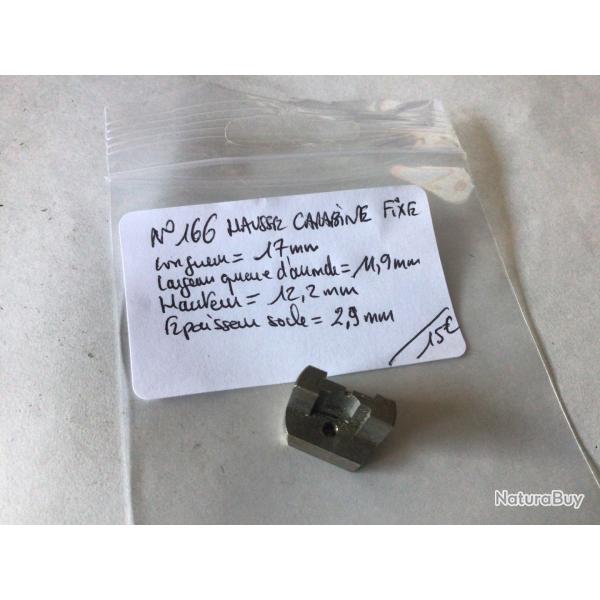 N° 166 HAUSSE CARABINE FIXE
Longueur = 17mm
Largeur queue d'aronde = 11,9mm
Hauteur = 12,2 mm
Epaisseur socle = 2,9 mm
15€
NaturaBuy